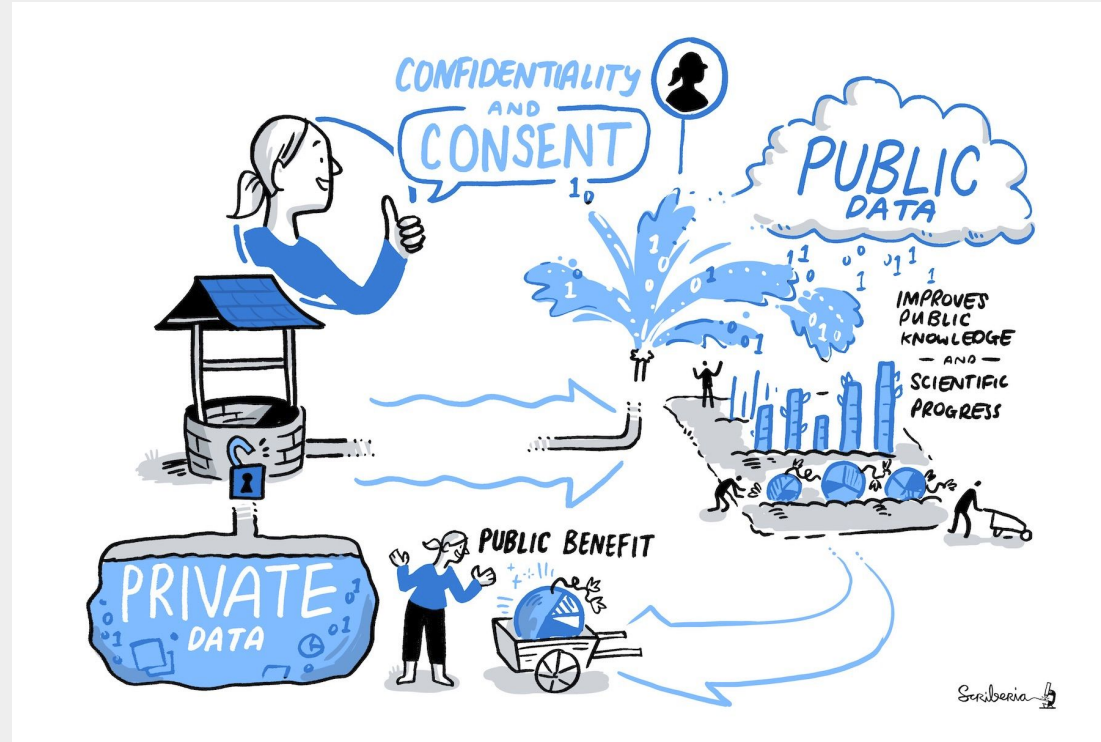 CONFIDENTIALITY
AND
CONSENT
PUBLIC
DATA
IMPROVES
PUBLIC
KNOWLEDGE
— AND —
SCIENTIFIC
PROGRESS
PUBLIC BENEFIT
PRIVATE
DATA
Scriberia